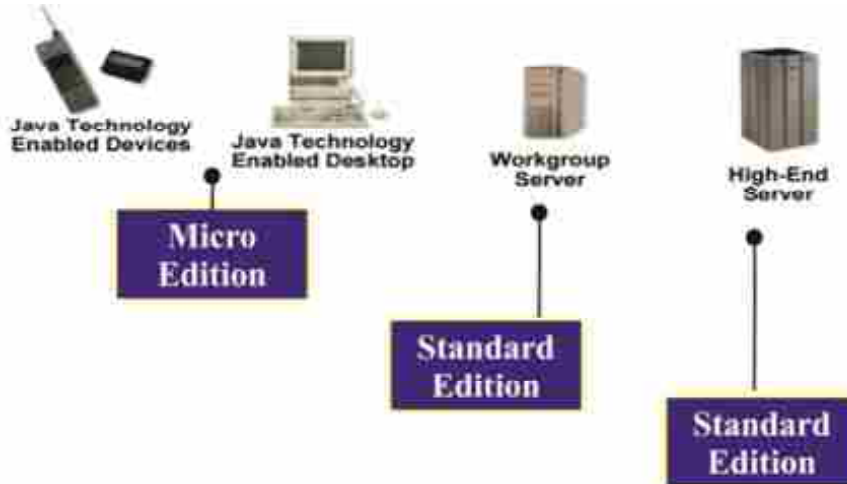 Java Technology
Enabled Devices
Java Technology
Enabled Desktop
Workgroup
Server
High-End
Server
Micro
Edition
Standard
Edition
Standard
Edition